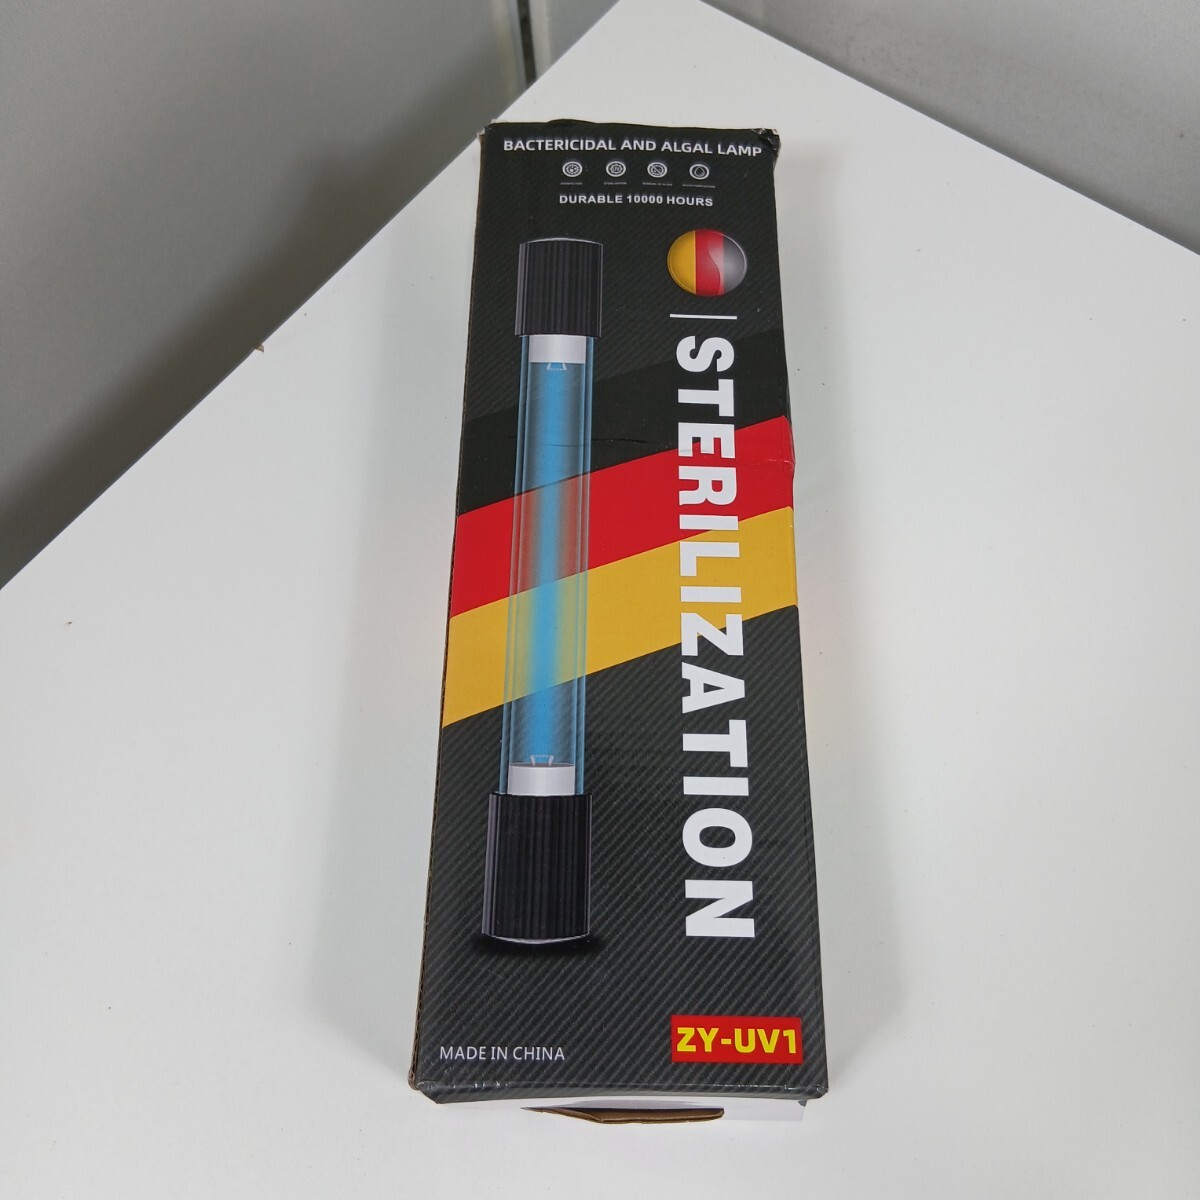 BACTERICIDAL AND ALGAL LAMP
DURABLE 10000 HOURS
STERILIZATION
MADE IN CHINA
ZY-UV1